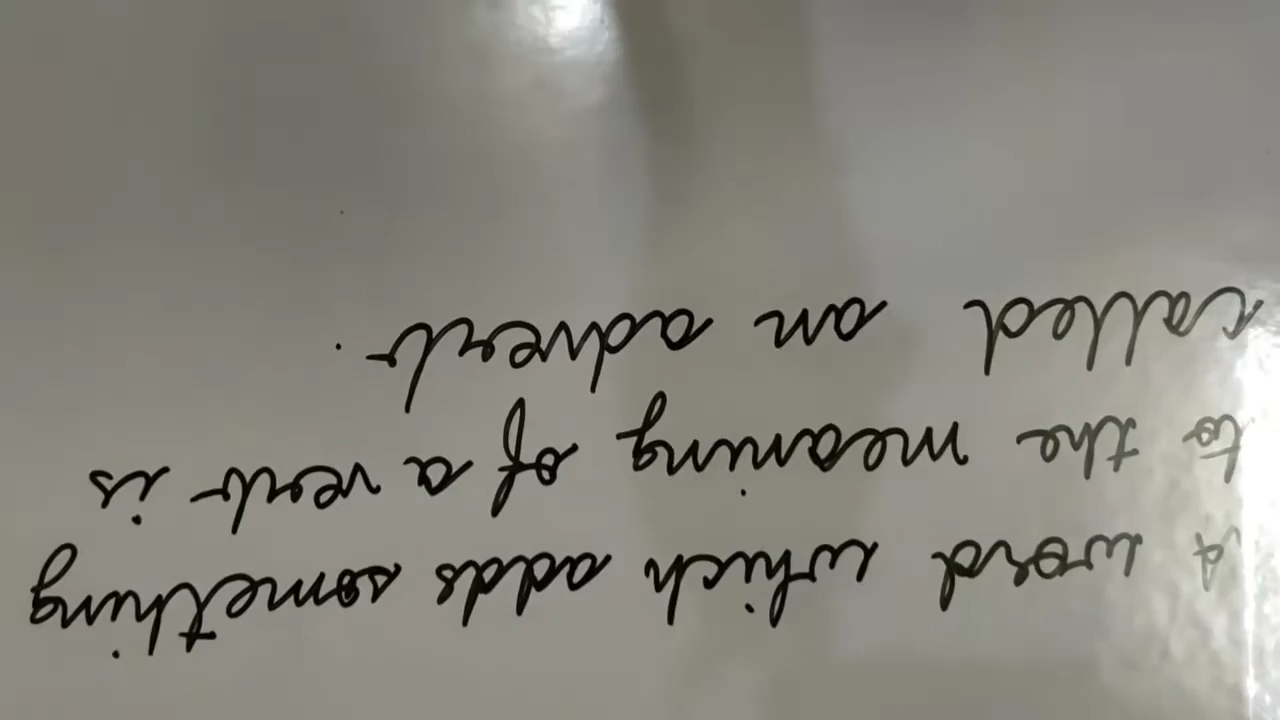 A word which adds something
to the meaning of a verb is
called an adverb.